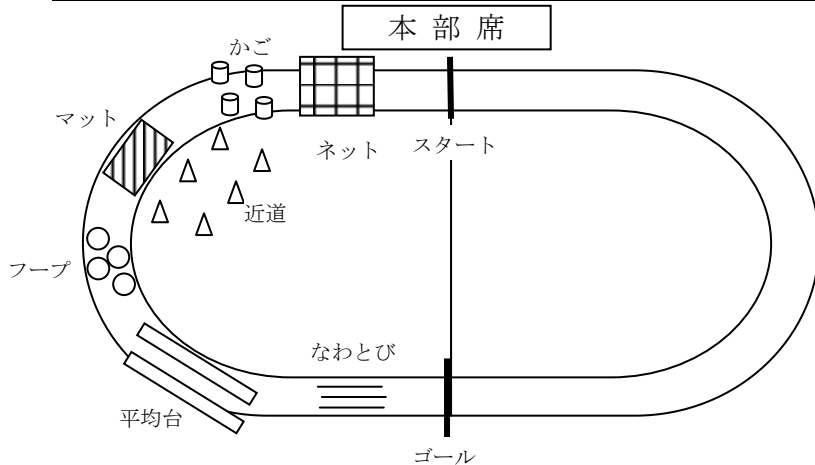 本部席
かご
マット
ネット
スタート
近道
フープ
なわとび
平均台
ゴール